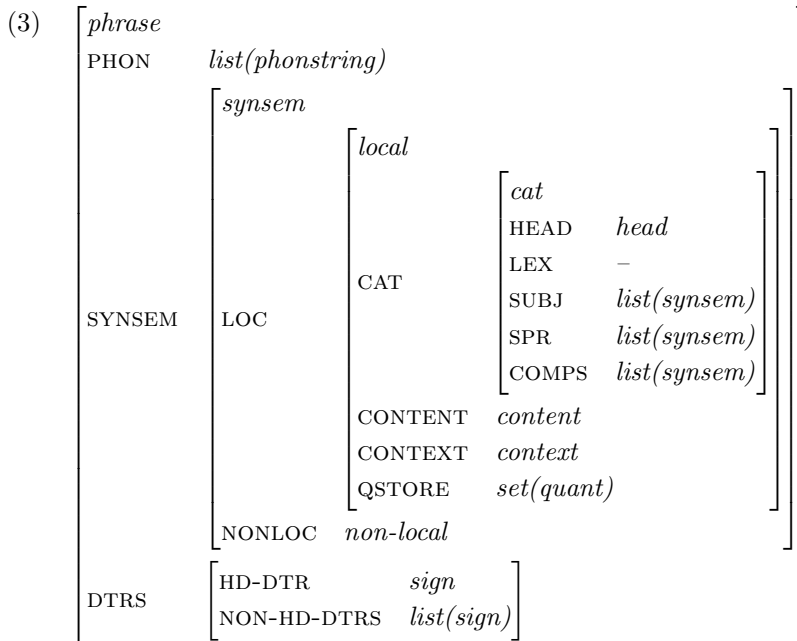 (3)
phrase
PHON list(phonstring)
synsem
local
cat
HEAD head
LEX –
CAT
SYNSEM LOC SUBJ list(synsem)
SPR list(synsem)
COMPS list(synsem)
CONTENT content
CONTEXT context
QSTORE set(quant)
NONLOC non-local
HD-DTR sign
DTRS
NON-HD-DTRS list(sign)